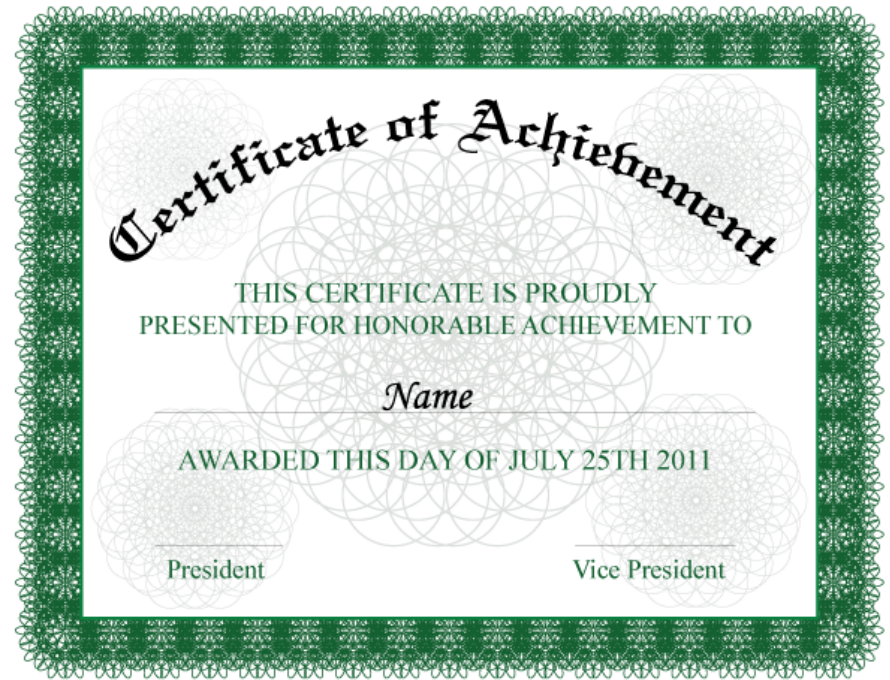 Certificate of Achievement
THIS CERTIFICATE IS PROUDLY
PRESENTED FOR HONORABLE ACHIEVEMENT TO
Name
AWARDED THIS DAY OF JULY 25TH 2011
President
Vice President